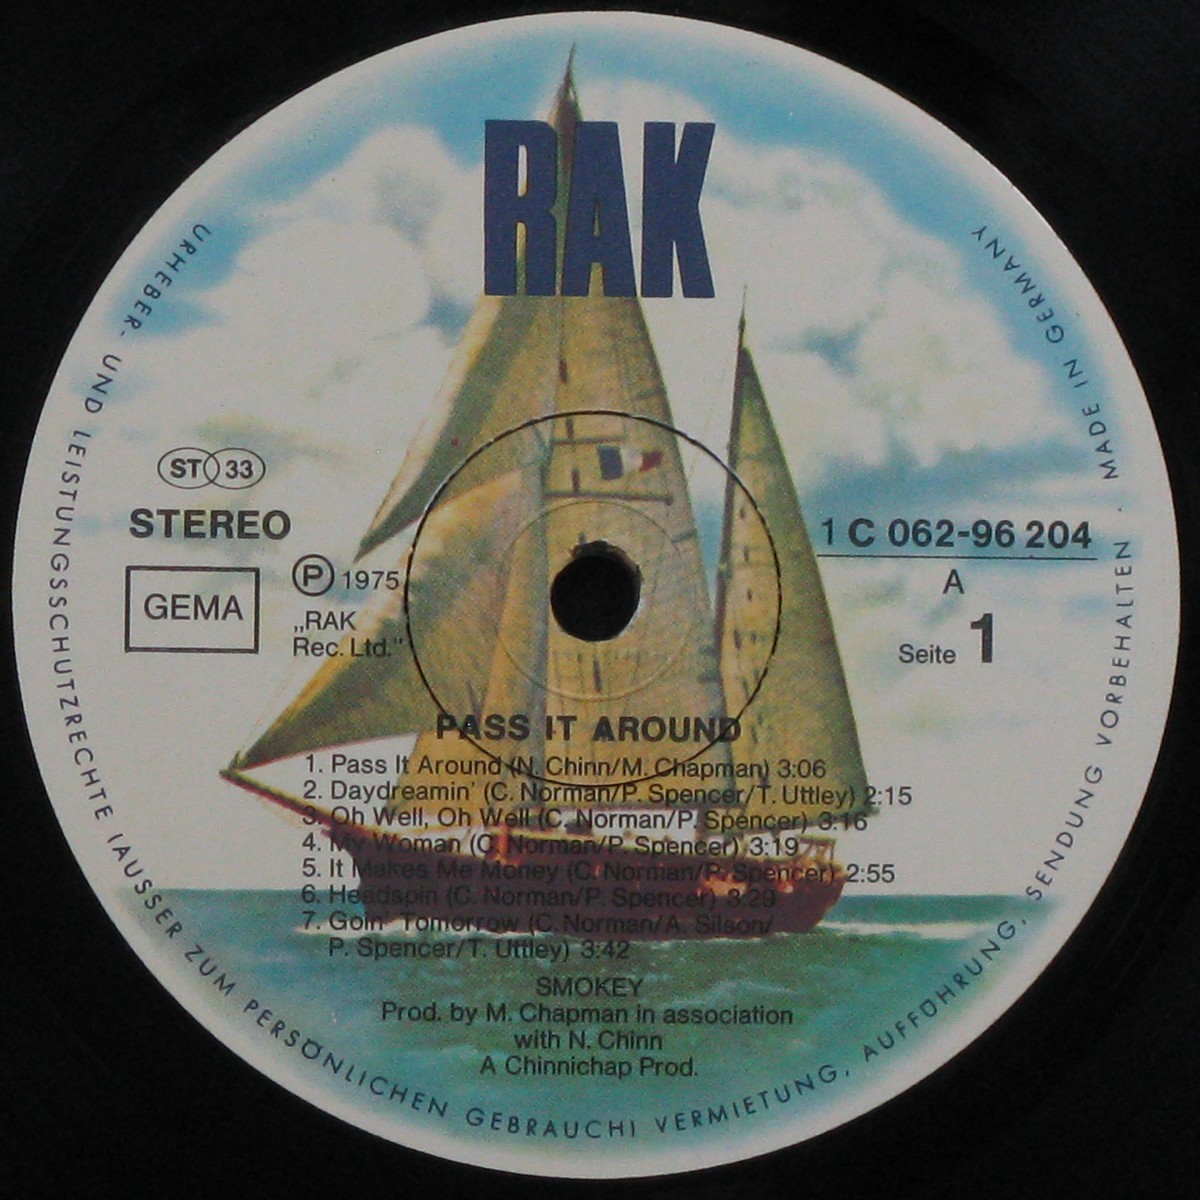 RAK
ST 33
STEREO
GEMA
Ⓟ 1975
„RAK
Rec. Ltd."
1 C 062-96 204
A
Seite 1
PASS IT AROUND
1. Pass It Around (N. Chinn/M. Chapman) 3:06
2. Daydreamin' (C. Norman/P. Spencer/T. Uttley) 2:15
3. Oh Well, Oh Well (C. Norman/P. Spencer) 3:16
4. My Woman (C. Norman/P. Spencer) 3:19
5. It Makes Me Money (C. Norman/P. Spencer) 2:55
6. Headspin (C. Norman/P. Spencer) 3:29
7. Goin' Tomorrow (C. Norman/A. Silson/
P. Spencer/T. Uttley) 3:42
SMOKEY
Prod. by M. Chapman in association
with N. Chinn
A Chinnichap Prod.
URHEBER- UND LEISTUNGSSCHUTZRECHTE (AUSSER ZUM PERSÖNLICHEN GEBRAUCH) VERMIETUNG, AUFFÜHRUNG, SENDUNG VORBEHALTEN · MADE IN GERMANY